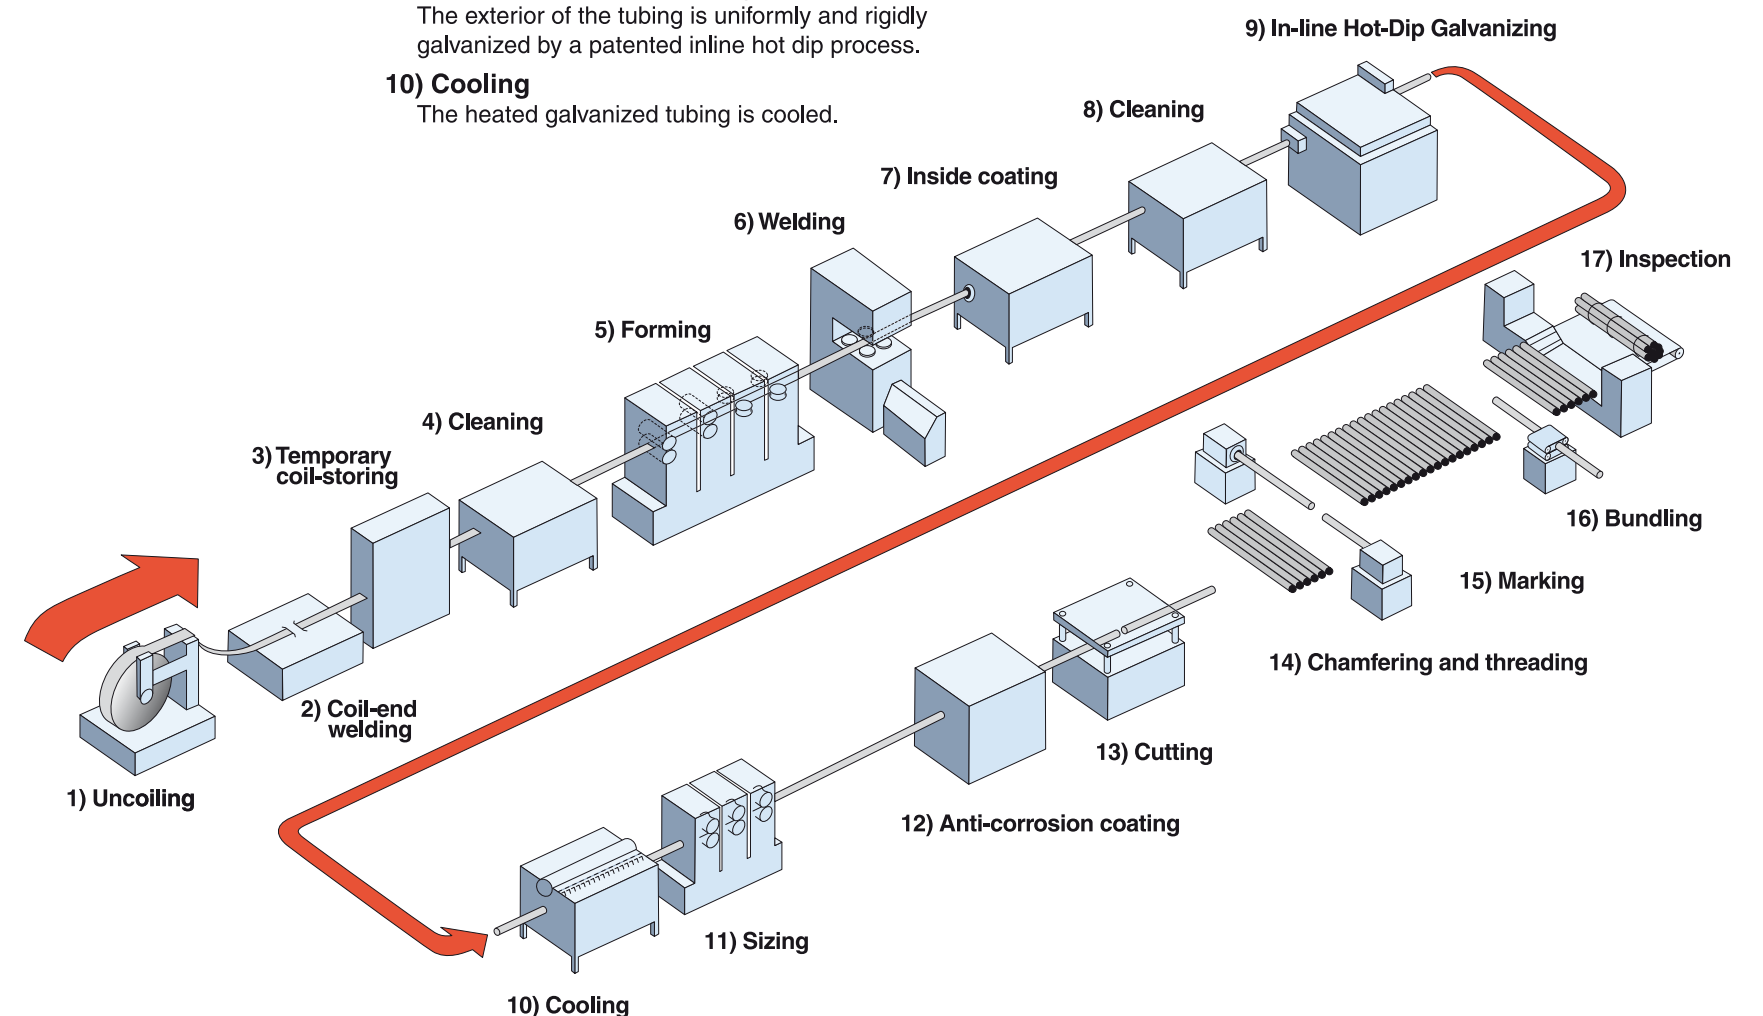 The exterior of the tubing is uniformly and rigidly
galvanized by a patented inline hot dip process.
10) Cooling
The heated galvanized tubing is cooled.
9) In-line Hot-Dip Galvanizing
8) Cleaning
7) Inside coating
6) Welding
5) Forming
4) Cleaning
3) Temporary
coil-storing
2) Coil-end
welding
1) Uncoiling
17) Inspection
16) Bundling
15) Marking
14) Chamfering and threading
13) Cutting
12) Anti-corrosion coating
11) Sizing
10) Cooling